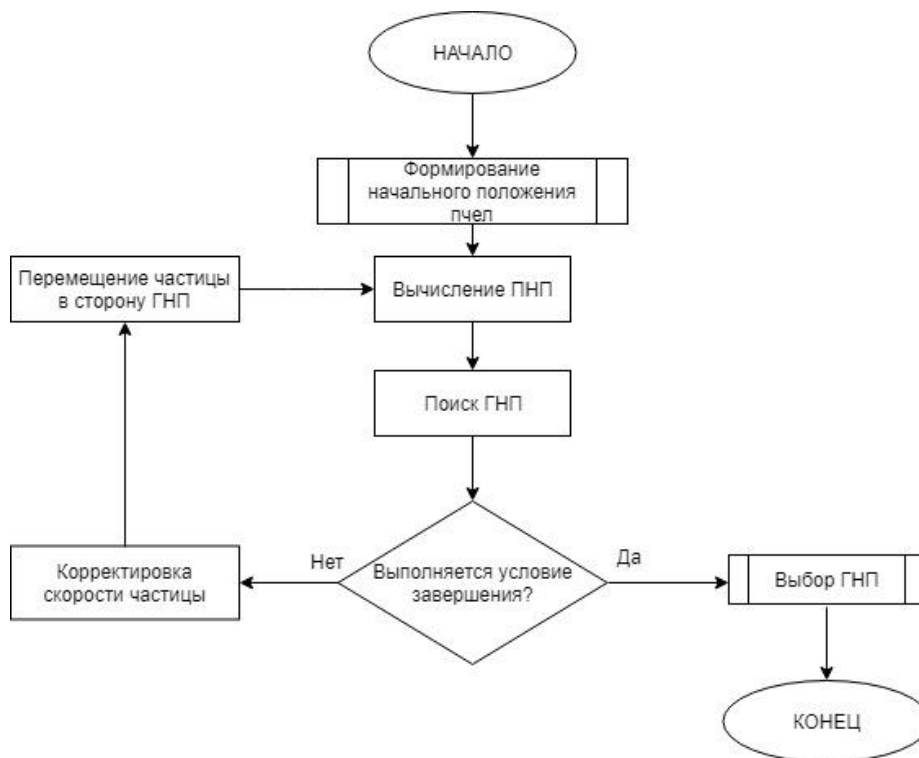 НАЧАЛО
Формирование
начального положения
пчел
Перемещение частицы
в сторону ГНП
Вычисление ПНП
Поиск ГНП
Нет
Выполняется условие
завершения?
Да
Корректировка
скорости частицы
Выбор ГНП
КОНЕЦ